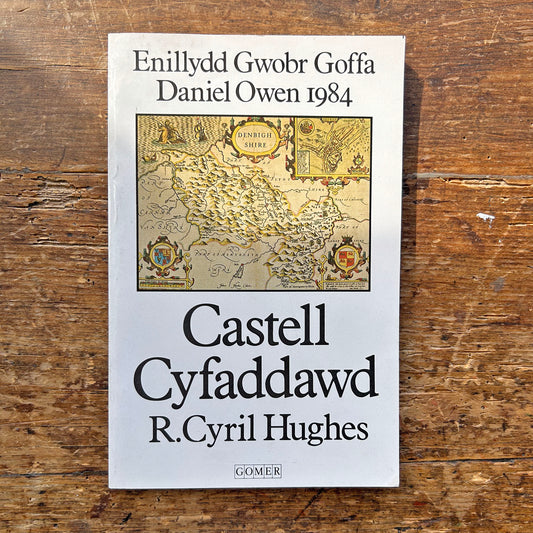 Enillydd Gwobr Goffa
Daniel Owen 1984
DENBIGH
SHIRE
Castell
Cyfaddawd
R.Cyril Hughes
GOMER